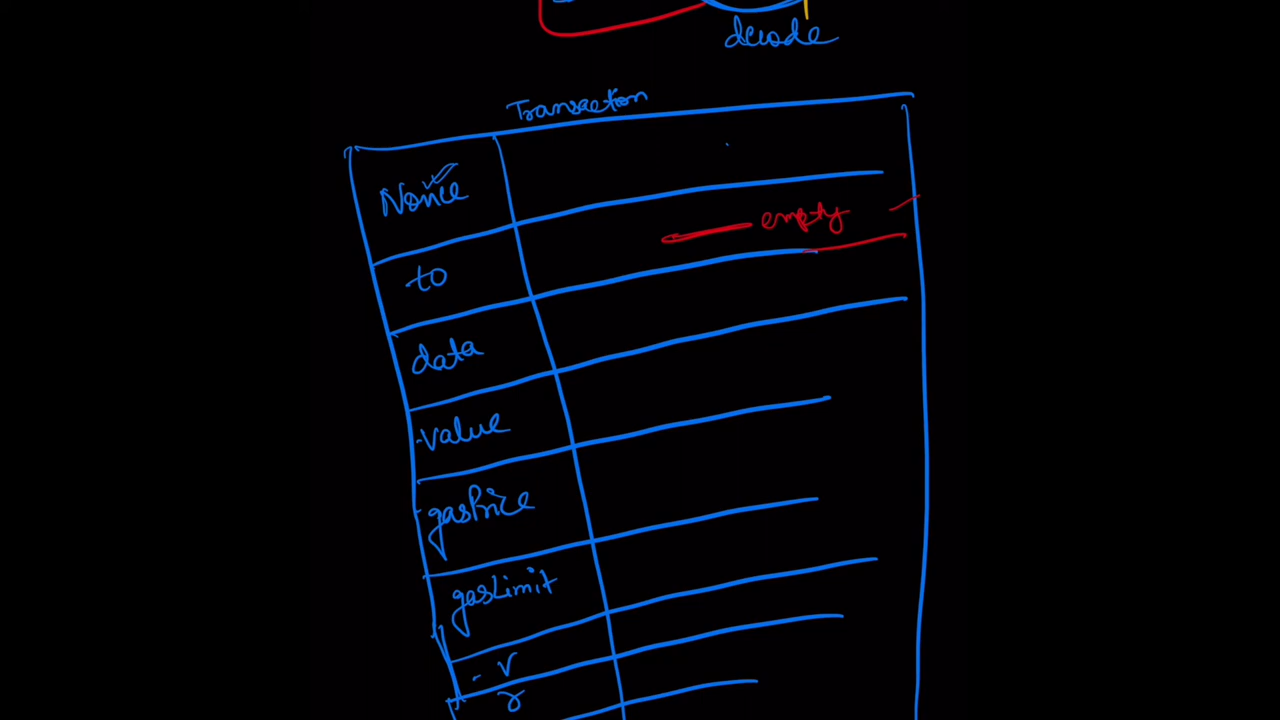 decode
Transaction
Nonce
empty
to
data
value
gasPrice
gasLimit
v
r